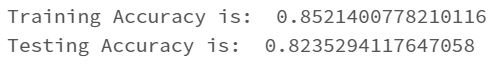 Training Accuracy is:  0.8521400778210116
Testing Accuracy is:  0.8235294117647058